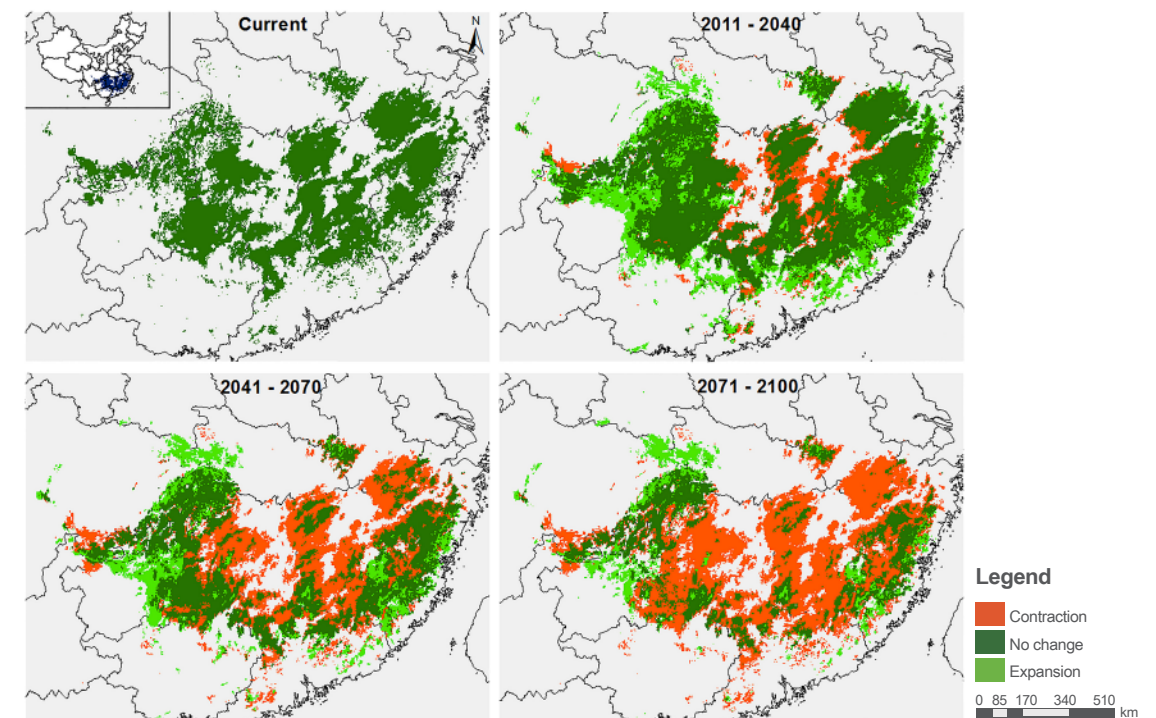 Current
N
2011 - 2040
2041 - 2070
2071 - 2100
Legend
Contraction
No change
Expansion
0 85 170 340 510
km